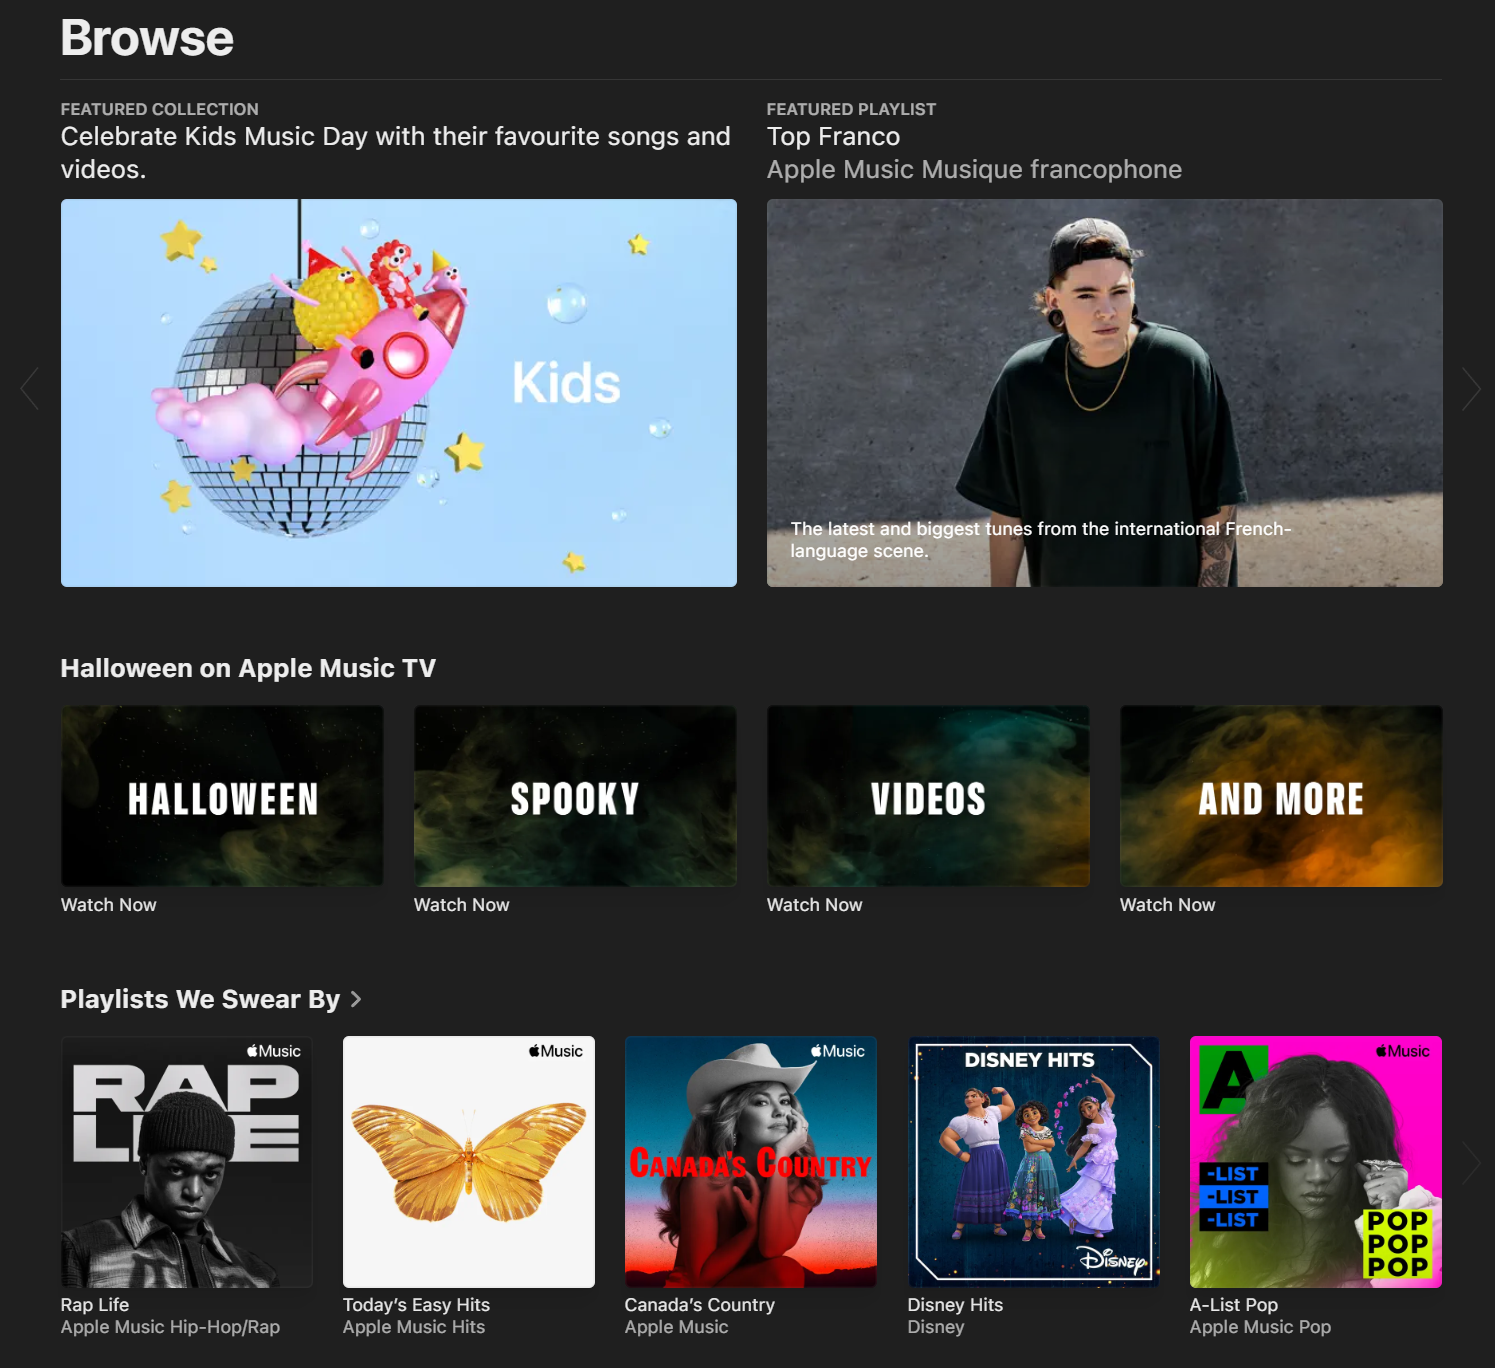 Browse
FEATURED COLLECTION
Celebrate Kids Music Day with their favourite songs and
videos.
Kids
FEATURED PLAYLIST
Top Franco
Apple Music Musique francophone
The latest and biggest tunes from the international French-
language scene.
Halloween on Apple Music TV
HALLOWEEN
Watch Now
SPOOKY
Watch Now
VIDEOS
Watch Now
AND MORE
Watch Now
Playlists We Swear By
Music
RAP
LIFE
Rap Life
Apple Music Hip-Hop/Rap
Music
Today's Easy Hits
Apple Music Hits
Music
CANADA'S COUNTRY
Canada's Country
Apple Music
DISNEY HITS
Disney
Disney Hits
Disney
Music
A
-LIST
-LIST
-LIST
POP
POP
POP
A-List Pop
Apple Music Pop